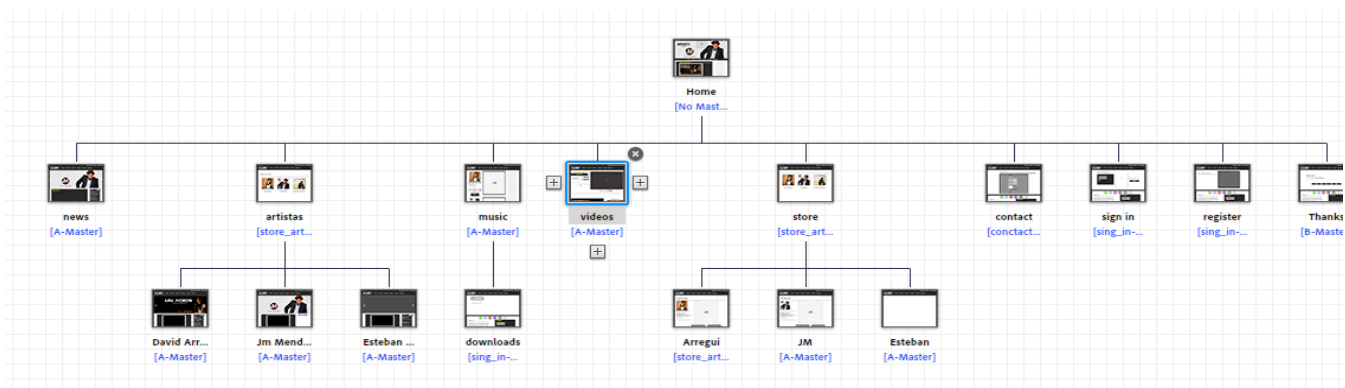 Home
[No Mast...
news
[A-Master]
artistas
[store_art...
music
[A-Master]
videos
[A-Master]
store
[store_art...
contact
[conctact...
sign in
[sing_in-...
register
[sing_in-...
Thanks
[B-Maste
David Arr...
[A-Master]
Jm Mend...
[A-Master]
Esteban ...
[A-Master]
downloads
[sing_in-...
Arregui
[store_art...
JM
[A-Master]
Esteban
[A-Master]